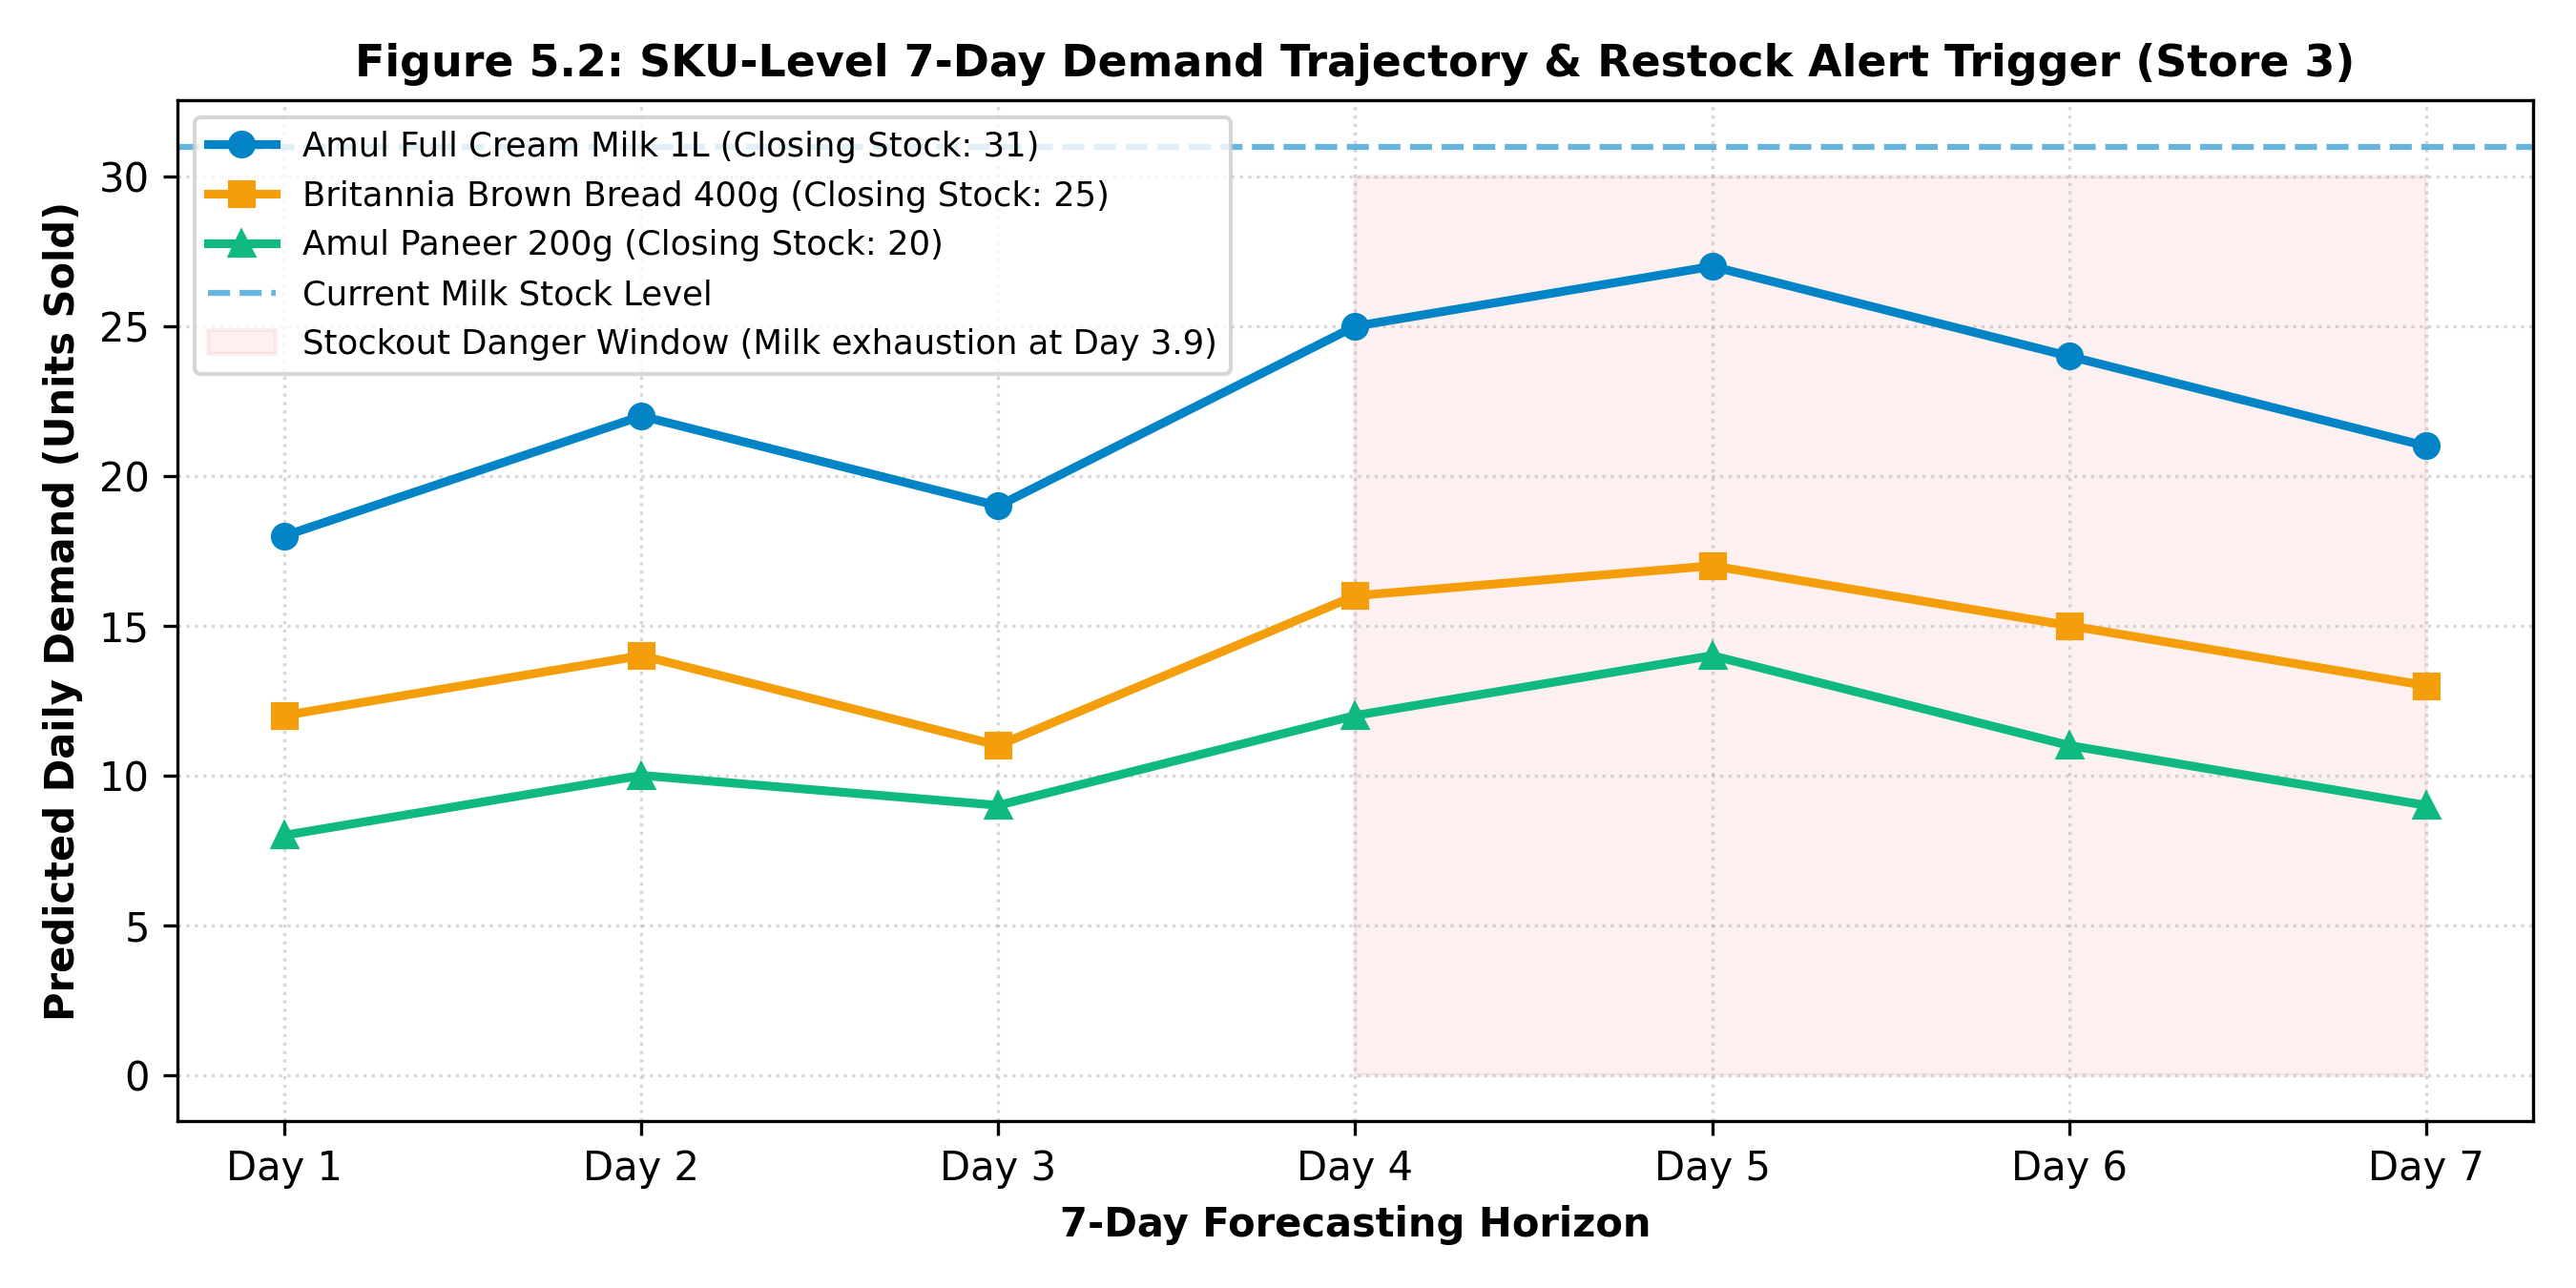 Figure 5.2: SKU-Level 7-Day Demand Trajectory & Restock Alert Trigger (Store 3)
Amul Full Cream Milk 1L (Closing Stock: 31)
Britannia Brown Bread 400g (Closing Stock: 25)
Amul Paneer 200g (Closing Stock: 20)
Current Milk Stock Level
Stockout Danger Window (Milk exhaustion at Day 3.9)
Predicted Daily Demand (Units Sold)
30
25
20
15
10
5
0
Day 1 Day 2 Day 3 Day 4 Day 5 Day 6 Day 7
7-Day Forecasting Horizon